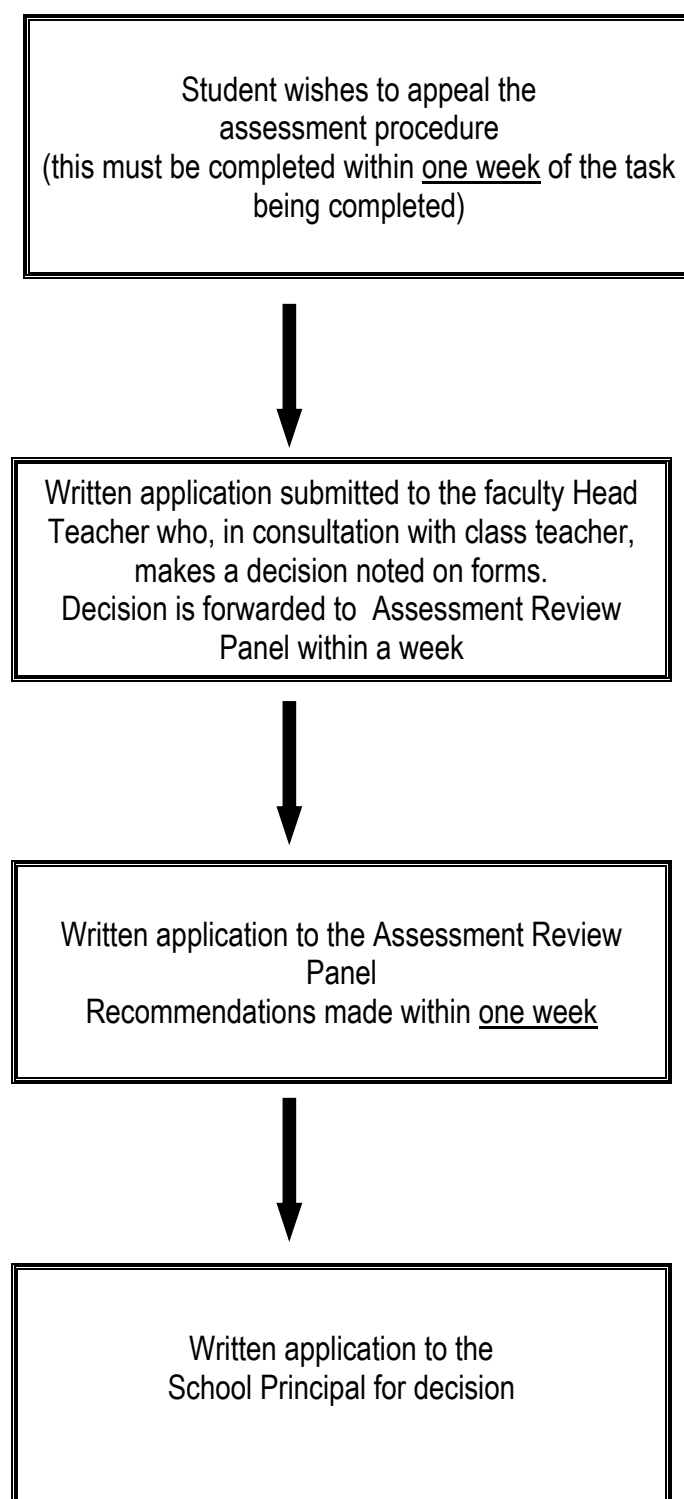 Student wishes to appeal the
assessment procedure
(this must be completed within one week of the task
being completed)
Written application submitted to the faculty Head
Teacher who, in consultation with class teacher,
makes a decision noted on forms.
Decision is forwarded to  Assessment Review
Panel within a week
Written application to the Assessment Review
Panel
Recommendations made within one week
Written application to the
School Principal for decision